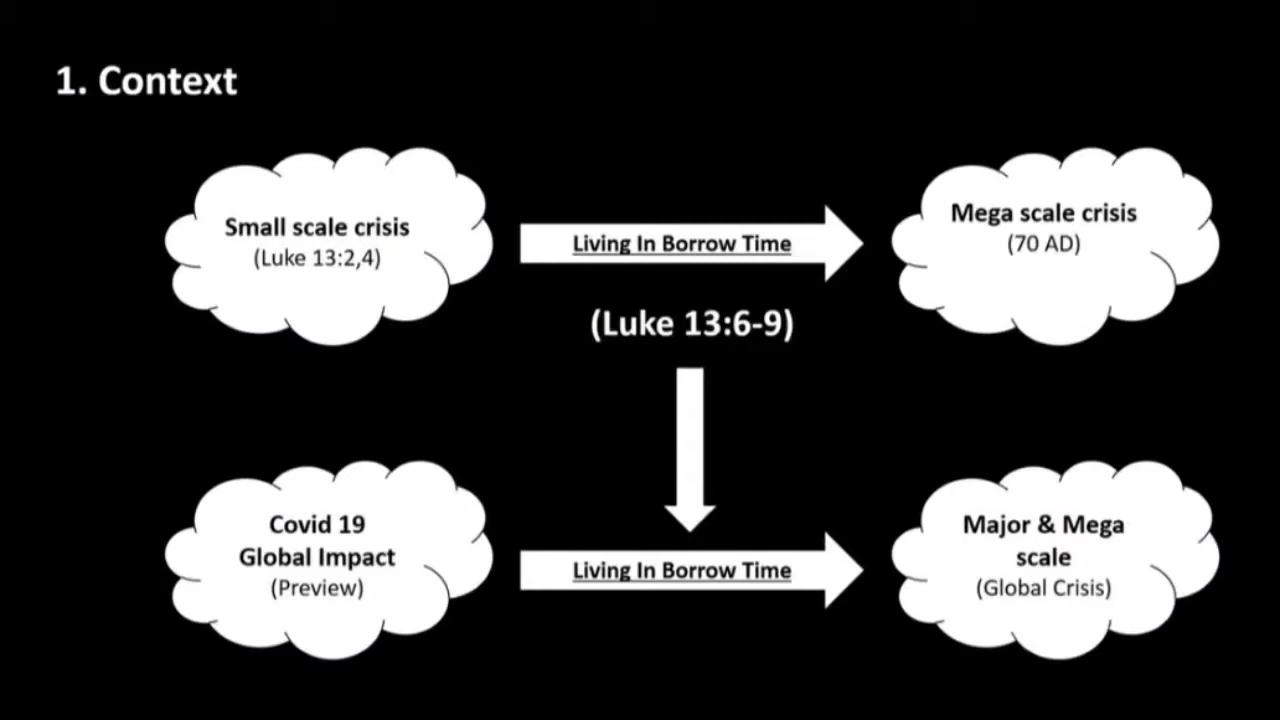 1. Context
Small scale crisis
(Luke 13:2,4)
Living In Borrow Time
Mega scale crisis
(70 AD)
(Luke 13:6-9)
Covid 19
Global Impact
(Preview)
Living In Borrow Time
Major & Mega
scale
(Global Crisis)